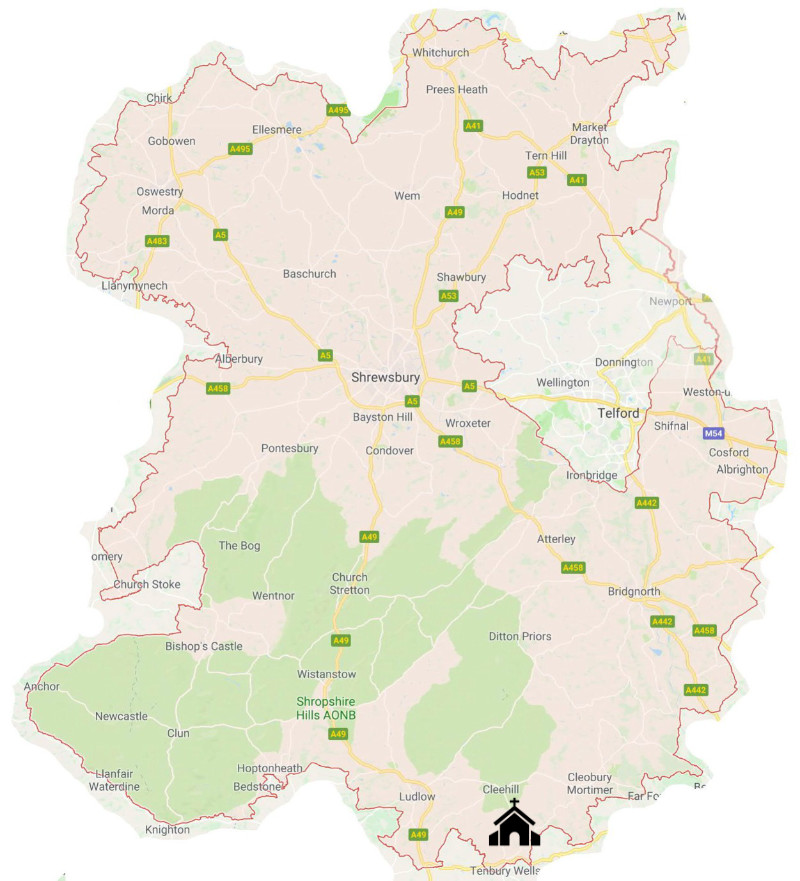 M
Whitchurch
Prees Heath
Chirk
A495
A41
Ellesmere
Market
Drayton
Gobowen
A495
Tern Hill
A53
A41
Oswestry
Wem
Hodnet
Morda
A49
A5
A483
Baschurch
Shawbury
Llanymynech
A53
Newport
Alberbury
A5
A41
Donnington
Shrewsbury
Wellington
A458
A5
Weston-u
A5
Telford
Bayston Hill
Wroxeter
Shifnal
M54
A458
Pontesbury
Condover
Cosford
Albrighton
Ironbridge
A442
A49
Atterley
The Bog
omery
A458
Church
Stretton
Church Stoke
Wentnor
Bridgnorth
A442
A458
Ditton Priors
A49
Bishop's Castle
Wistanstow
Anchor
A442
Shropshire
Hills AONB
Newcastle
A49
Clun
Hoptonheath
Llanfair
Waterdine
Bedstone
Cleobury
Mortimer
Cleehill
Ludlow
Far Fo
Knighton
A49
Tenbury Wells